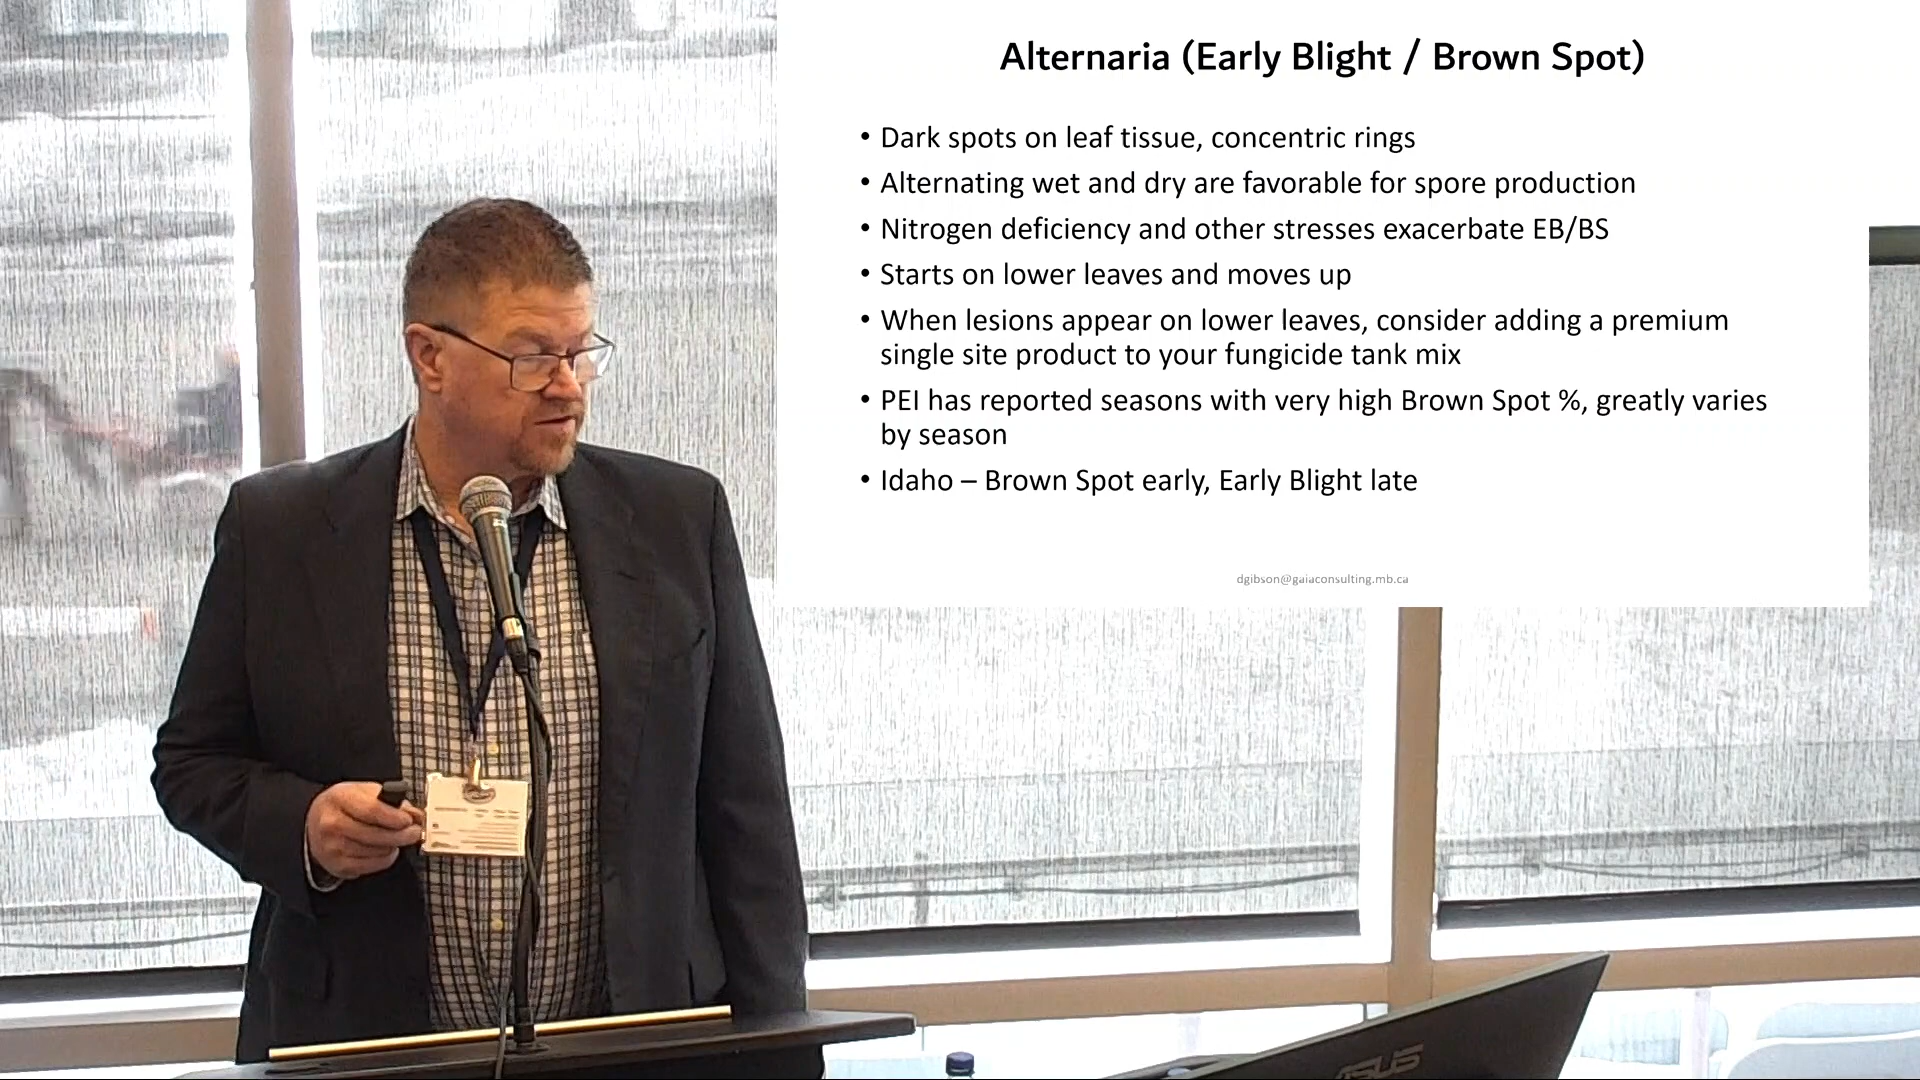 Alternaria (Early Blight / Brown Spot)
• Dark spots on leaf tissue, concentric rings
• Alternating wet and dry are favorable for spore production
• Nitrogen deficiency and other stresses exacerbate EB/BS
• Starts on lower leaves and moves up
• When lesions appear on lower leaves, consider adding a premium
single site product to your fungicide tank mix
• PEI has reported seasons with very high Brown Spot %, greatly varies
by season
• Idaho – Brown Spot early, Early Blight late
dgibson@gaiaconsulting.mb.ca
ASUS